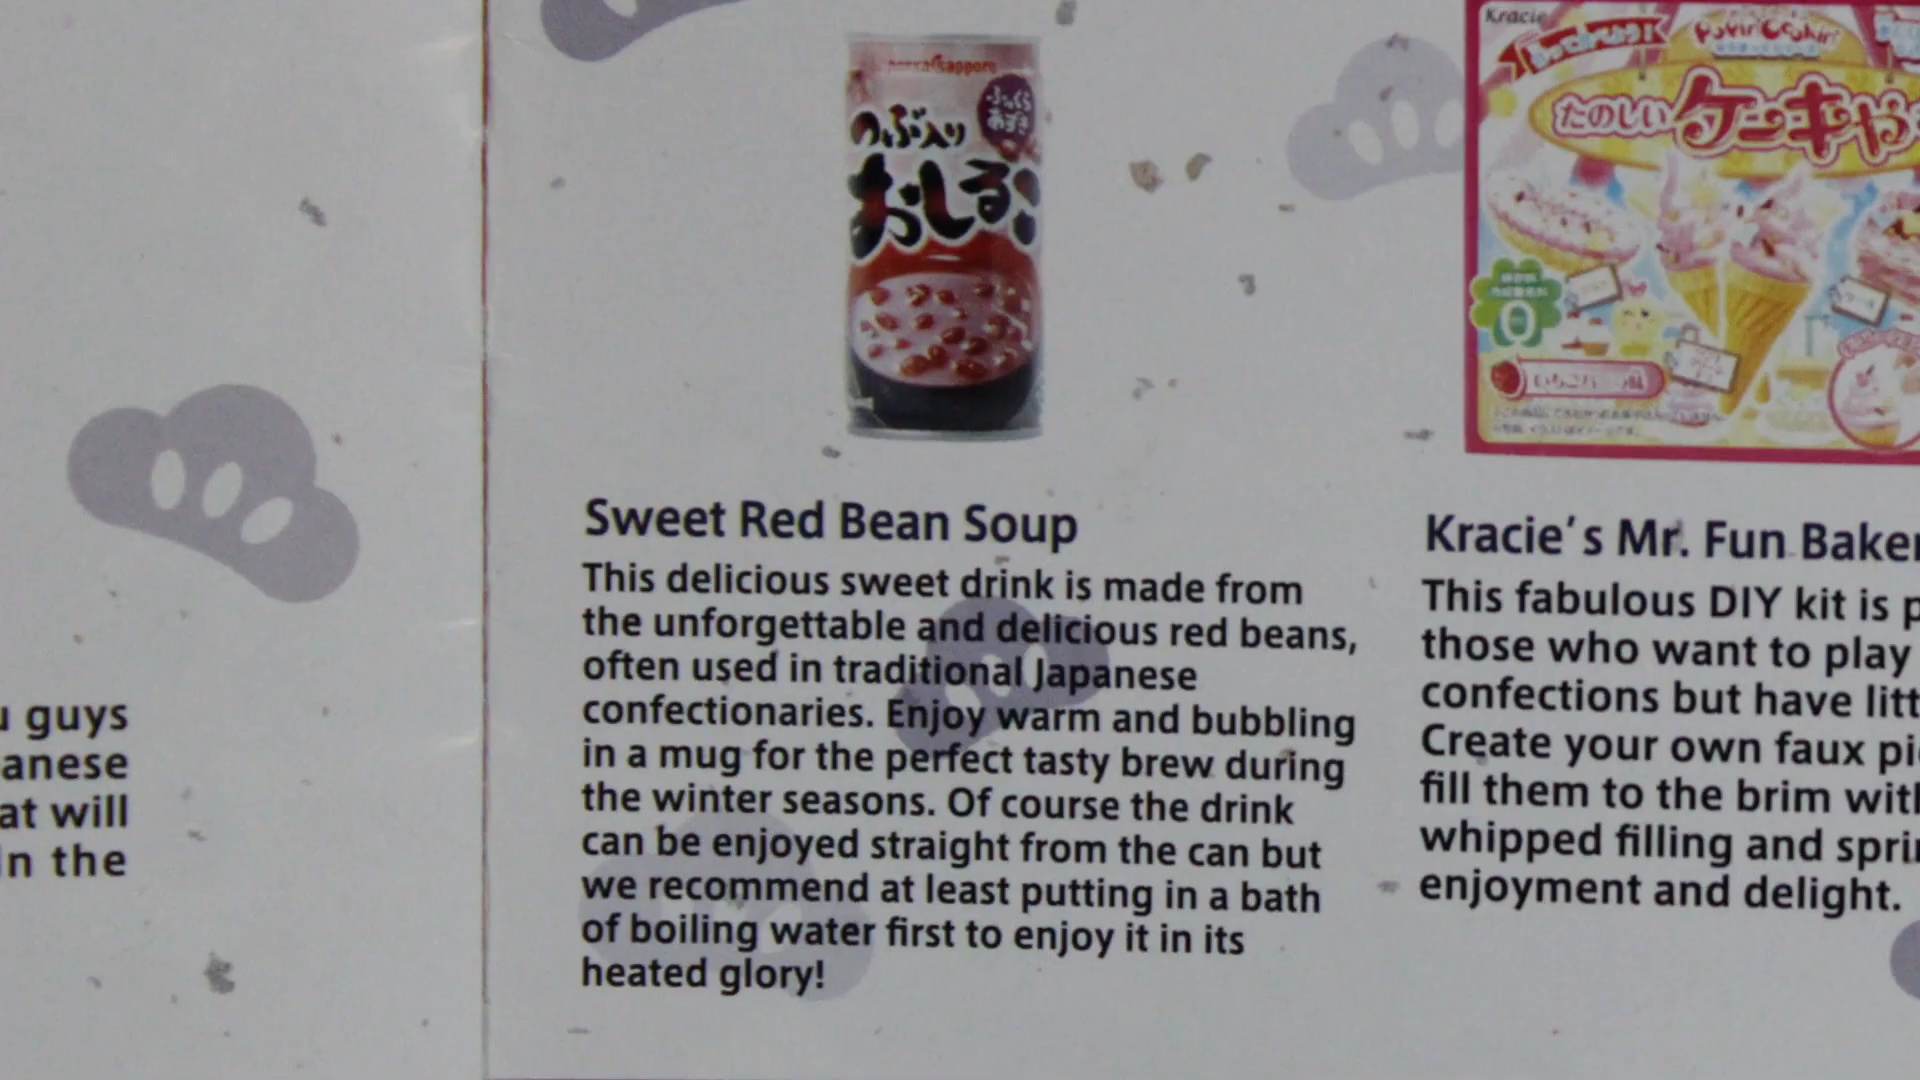 guys
anese
at will
in the
pokka sapporo
ふっくら
あずき
つぶ入り
おしるこ
Sweet Red Bean Soup
This delicious sweet drink is made from
the unforgettable and delicious red beans,
often used in traditional Japanese
confectionaries. Enjoy warm and bubbling
in a mug for the perfect tasty brew during
the winter seasons. Of course the drink
can be enjoyed straight from the can but
we recommend at least putting in a bath
of boiling water first to enjoy it in its
heated glory!
Kracie
Popin' Cookin'
たのしい
ケーキや
0
Kracie's Mr. Fun Baker
This fabulous DIY kit is p
those who want to play
confections but have litt
Create your own faux pi
fill them to the brim with
whipped filling and spri
enjoyment and delight.